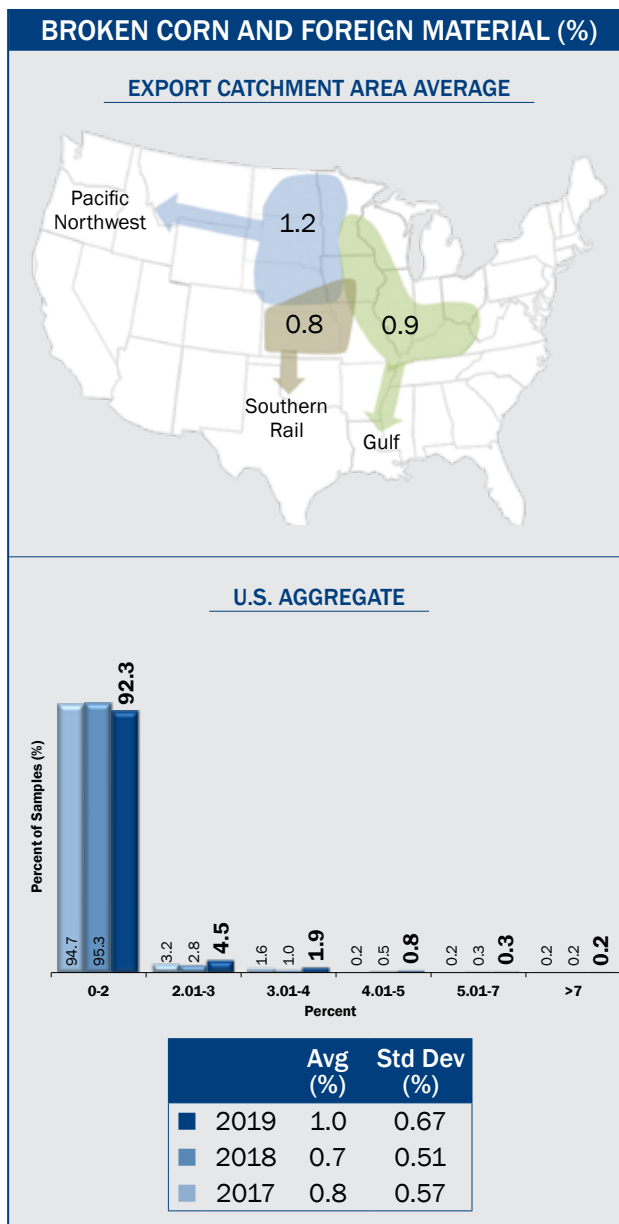 BROKEN CORN AND FOREIGN MATERIAL (%)
EXPORT CATCHMENT AREA AVERAGE
Pacific
Northwest
1.2
0.8
0.9
Southern
Rail
Gulf
U.S. AGGREGATE
Percent of Samples (%)
94.7
95.3
92.3
3.2
2.8
4.5
1.6
1.0
1.9
0.2
0.5
0.8
0.2
0.3
0.3
0.2
0.2
0.2
0-2 2.01-3 3.01-4 4.01-5 5.01-7 >7
Percent
Avg Std Dev
(%) (%)
2019 1.0 0.67
2018 0.7 0.51
2017 0.8 0.57